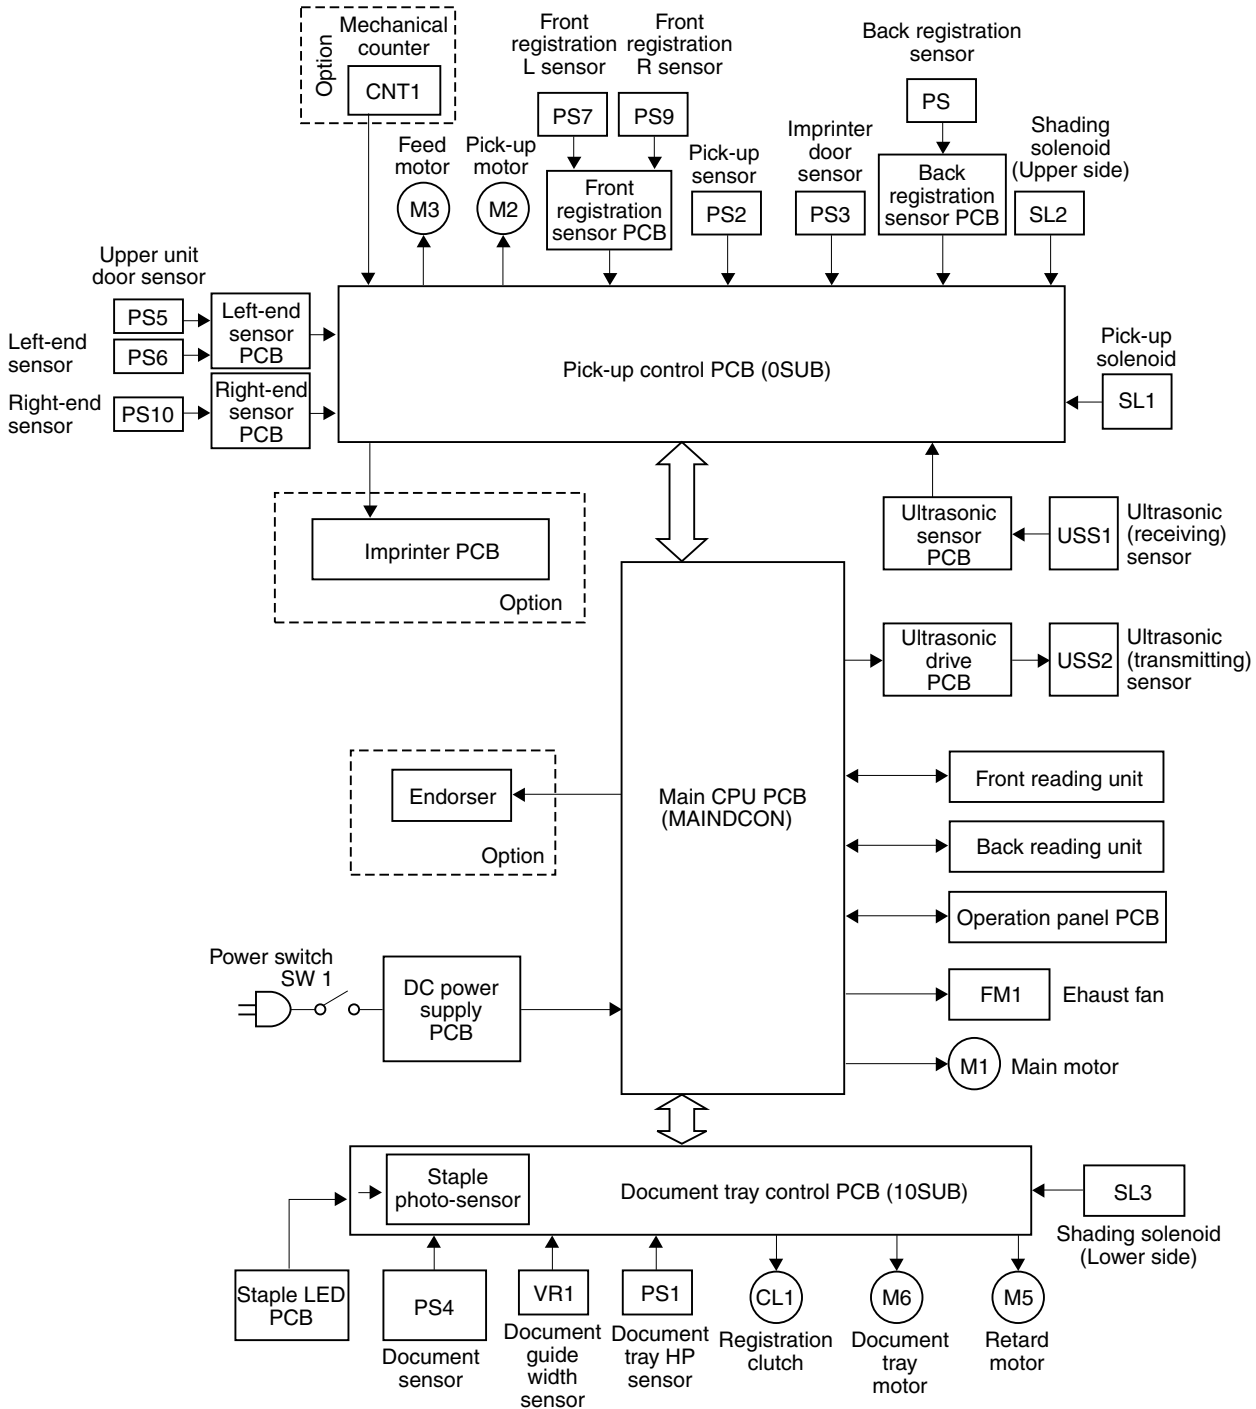 Option
Mechanical
counter
CNT1
Front
registration
L sensor
PS7
Front
registration
R sensor
PS9
Back registration
sensor
PS
Feed
motor
M3
Pick-up
motor
M2
Front
registration
sensor PCB
Pick-up
sensor
PS2
Imprinter
door
sensor
PS3
Back
registration
sensor PCB
Shading
solenoid
(Upper side)
SL2
Upper unit
door sensor
PS5
Left-end
sensor
PS6
Left-end
sensor
PCB
Right-end
sensor
PS10
Right-end
sensor
PCB
Pick-up control PCB (0SUB)
Pick-up
solenoid
SL1
Imprinter PCB
Option
Ultrasonic
sensor
PCB
USS1
Ultrasonic
(receiving)
sensor
Ultrasonic
drive
PCB
USS2
Ultrasonic
(transmitting)
sensor
Main CPU PCB
(MAINDCON)
Endorser
Option
Front reading unit
Back reading unit
Operation panel PCB
Power switch
SW 1
DC power
supply
PCB
FM1
Ehaust fan
M1
Main motor
Staple
photo-sensor
Document tray control PCB (10SUB)
SL3
Shading solenoid
(Lower side)
Staple LED
PCB
PS4
Document
sensor
VR1
Document
guide
width
sensor
PS1
Document
tray HP
sensor
CL1
Registration
clutch
M6
Document
tray
motor
M5
Retard
motor